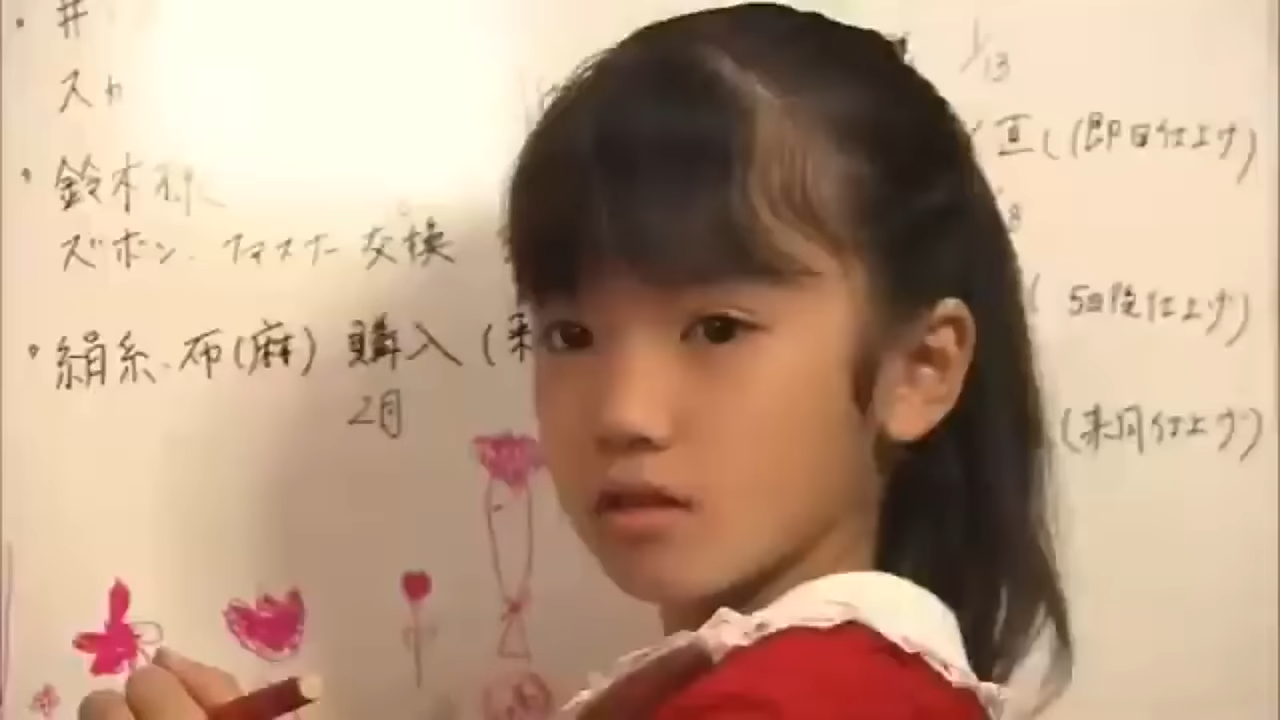 ・井
スカ
1/13
直し(即日仕上げ)
・鈴木様
ズボン、ファスナー交換
(5日後仕上げ)
・絹糸、布(麻)購入(
2月
(来月仕上げ)